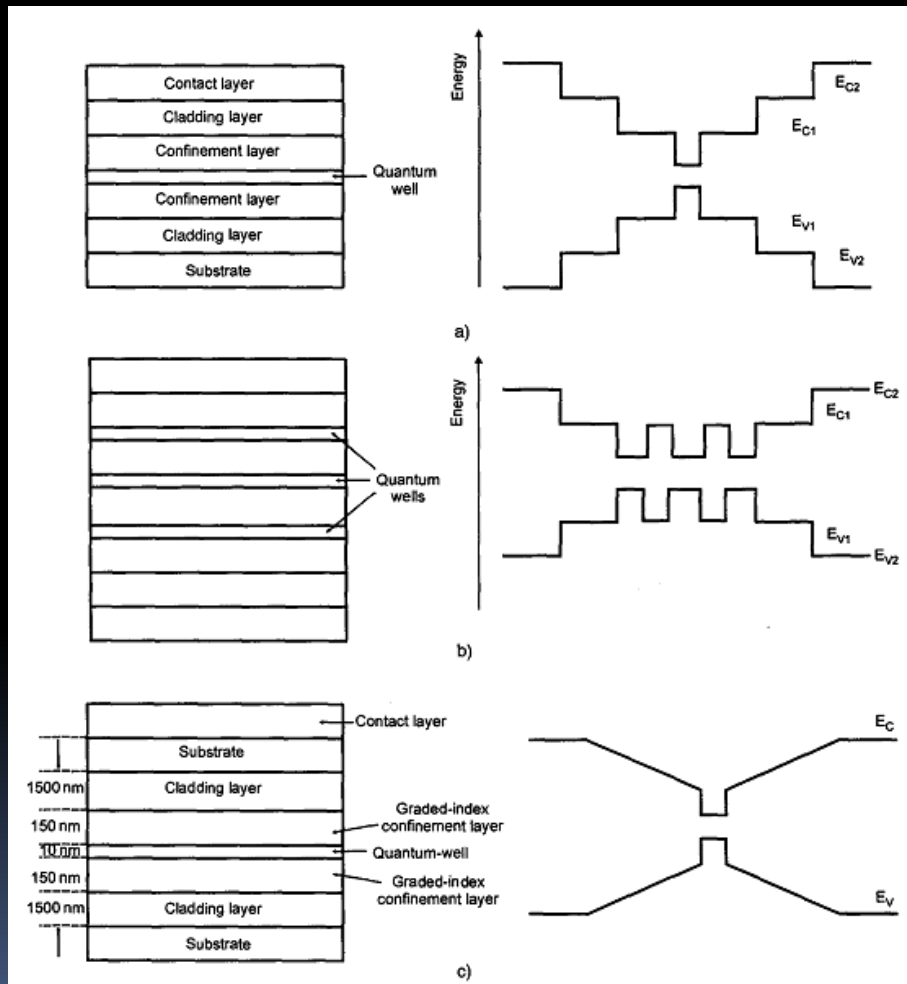 Contact layer
Cladding layer
Confinement layer
Quantum
well
Confinement layer
Cladding layer
Substrate
Energy
E_C2
E_C1
E_V1
E_V2
a)
Quantum
wells
Energy
E_C2
E_C1
E_V1
E_V2
b)
Contact layer
Substrate
1500 nm
Cladding layer
150 nm
Graded-index
confinement layer
10 nm
Quantum-well
150 nm
Graded-index
confinement layer
1500 nm
Cladding layer
Substrate
E_C
E_V
c)